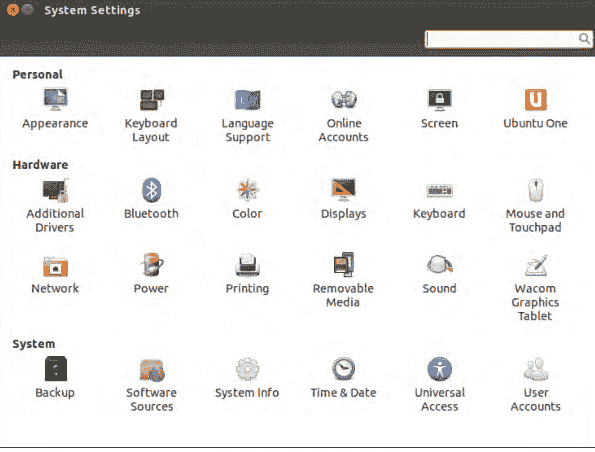 System Settings
Personal
Appearance
Keyboard
Layout
Language
Support
Online
Accounts
Screen
Ubuntu One
Hardware
Additional
Drivers
Bluetooth
Color
Displays
Keyboard
Mouse and
Touchpad
Network
Power
Printing
Removable
Media
Sound
Wacom
Graphics
Tablet
System
Backup
Software
Sources
System Info
Time & Date
Universal
Access
User
Accounts